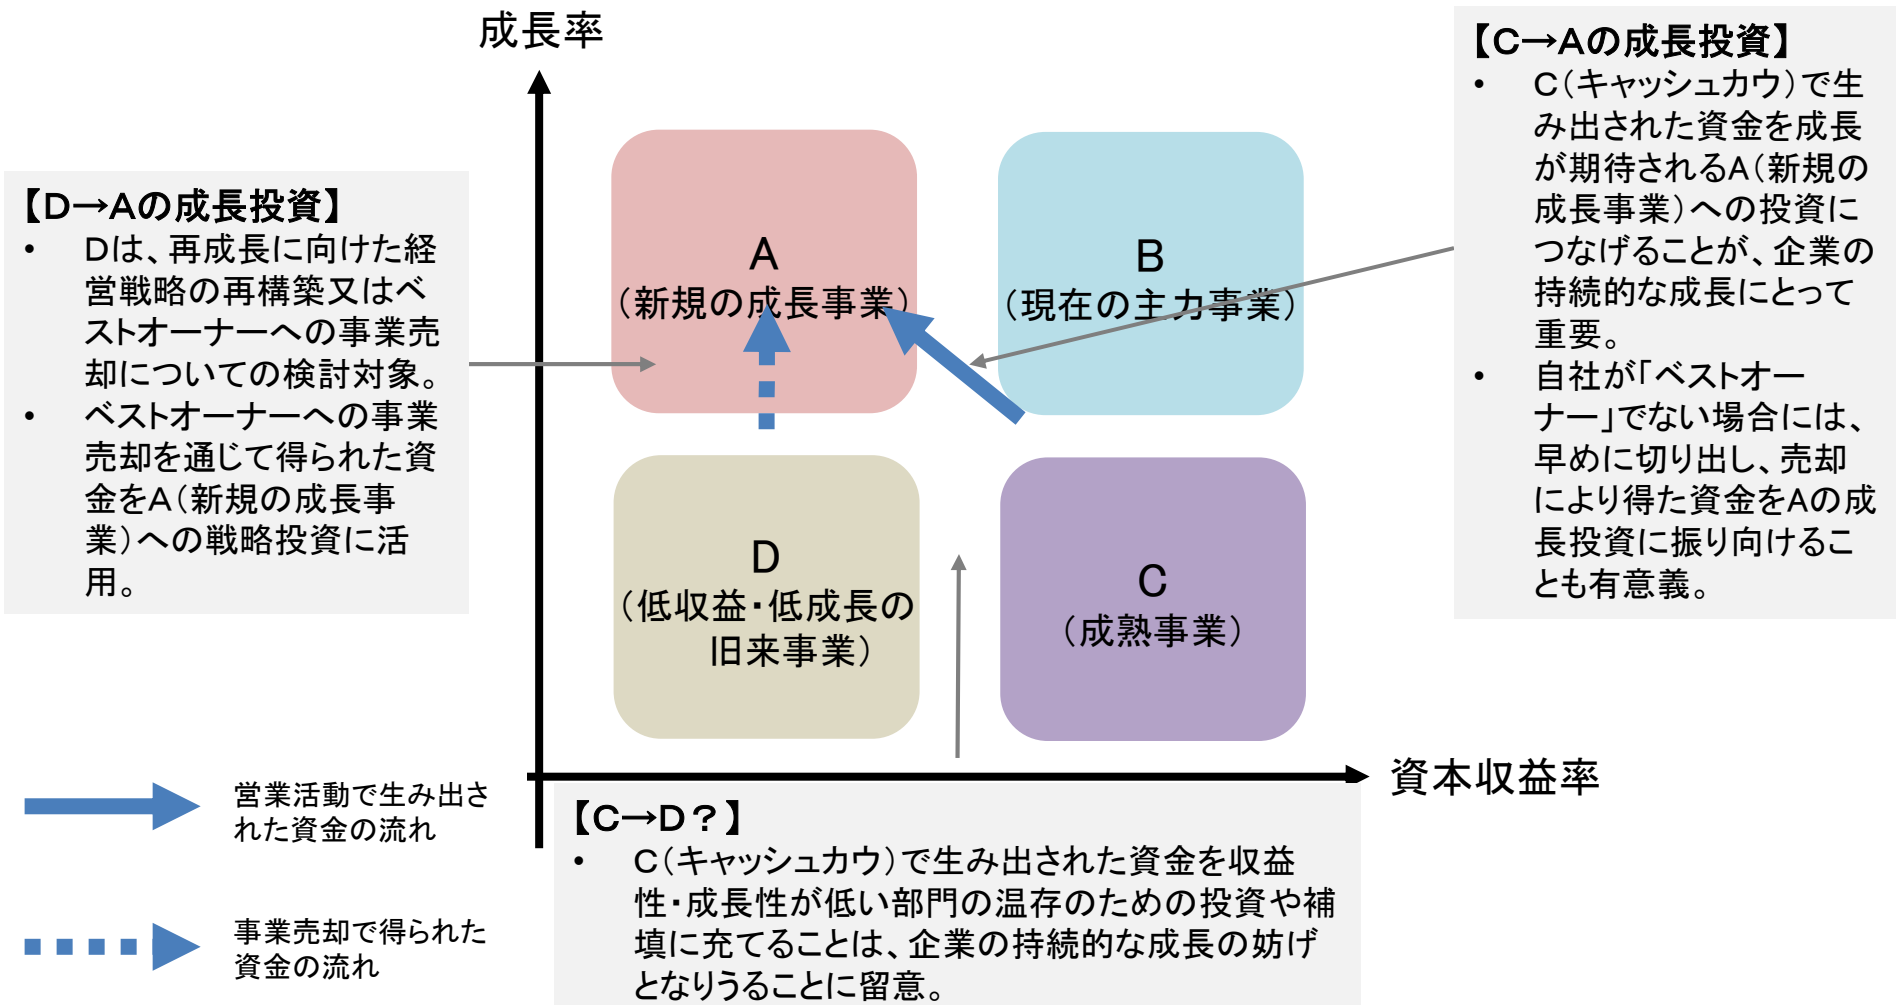 成長率
【C→Aの成長投資】
• C（キャッシュカウ）で生
み出された資金を成長
が期待されるA（新規の
成長事業）への投資に
つなげることが、企業の
持続的な成長にとって
重要。
• 自社が「ベストオー
ナー」でない場合には、
早めに切り出し、売却
により得た資金をAの成
長投資に振り向けるこ
とも有意義。
【D→Aの成長投資】
• Dは、再成長に向けた経
営戦略の再構築又はベ
ストオーナーへの事業売
却についての検討対象。
• ベストオーナーへの事業
売却を通じて得られた資
金をA（新規の成長事
業）への戦略投資に活
用。
A
（新規の成長事業）
B
（現在の主力事業）
D
（低収益・低成長の
旧来事業）
C
（成熟事業）
資本収益率
営業活動で生み出さ
れた資金の流れ
事業売却で得られた
資金の流れ
【C→D？】
• C（キャッシュカウ）で生み出された資金を収益
性・成長性が低い部門の温存のための投資や補
填に充てることは、企業の持続的な成長の妨げ
となりうることに留意。